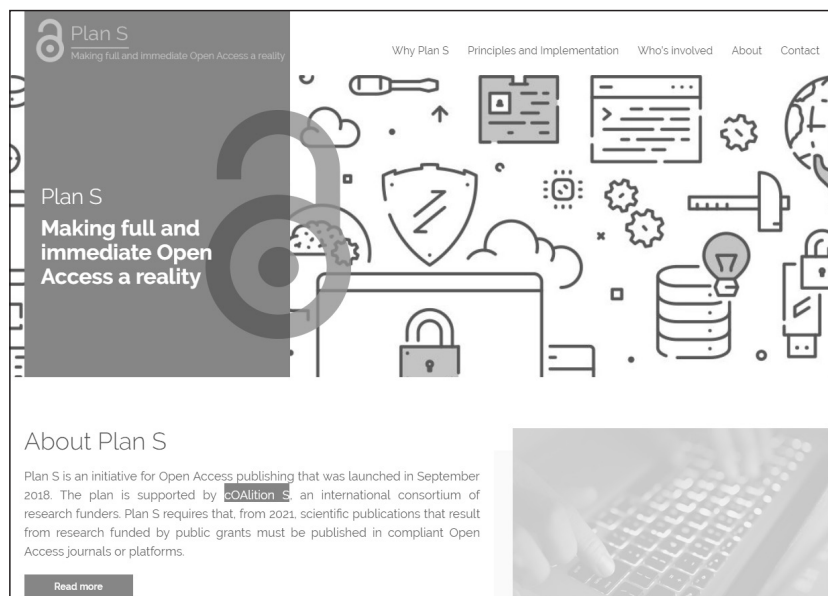 Plan S
Making full and immediate Open Access a reality
Why Plan S Principles and Implementation Who's involved About Contact
Plan S
Making full and
immediate Open
Access a reality
About Plan S
Plan S is an initiative for Open Access publishing that was launched in September
2018. The plan is supported by cOAlition S, an international consortium of
research funders. Plan S requires that, from 2021, scientific publications that result
from research funded by public grants must be published in compliant Open
Access journals or platforms.
Read more